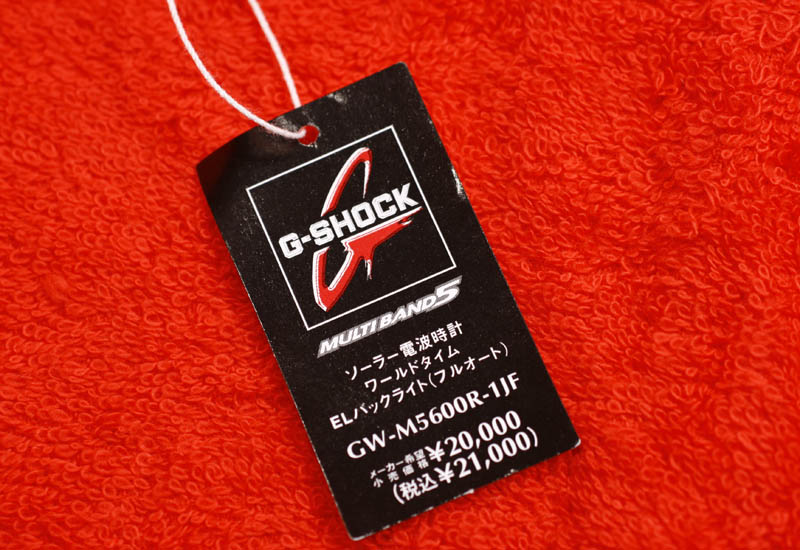 G-SHOCK
MULTI BAND 5
ソーラー電波時計
ワールドタイム
ELバックライト(フルオート)
GW-M5600R-1JF
メーカー希望小売価格 ¥20,000
(税込¥21,000)